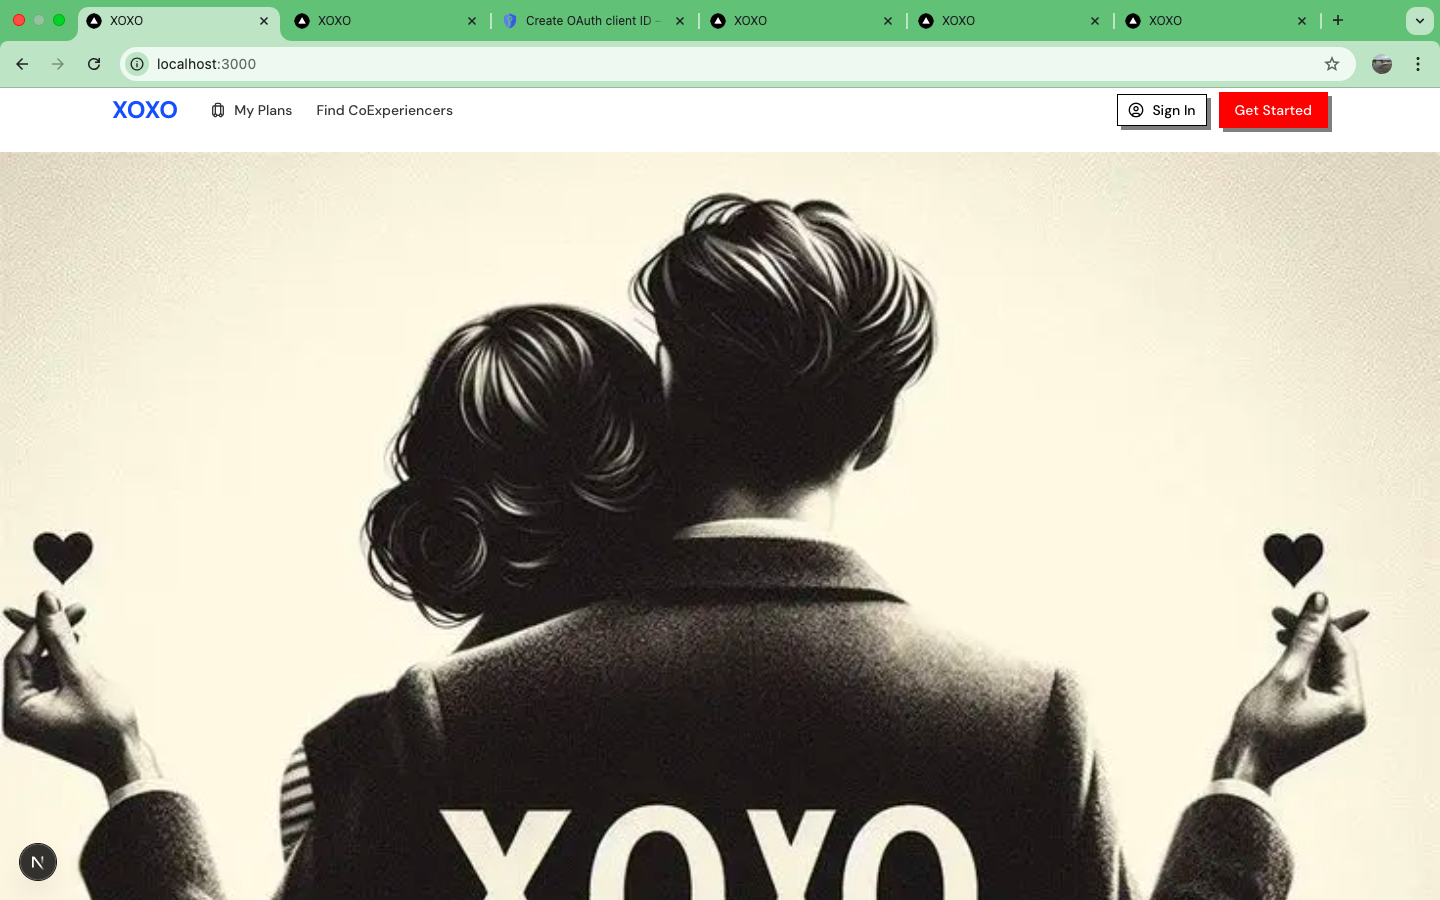 XOXO
XOXO
Create OAuth client ID –
XOXO
XOXO
XOXO
localhost:3000
XOXO
My Plans
Find CoExperiencers
Sign In
Get Started
XOXO
N